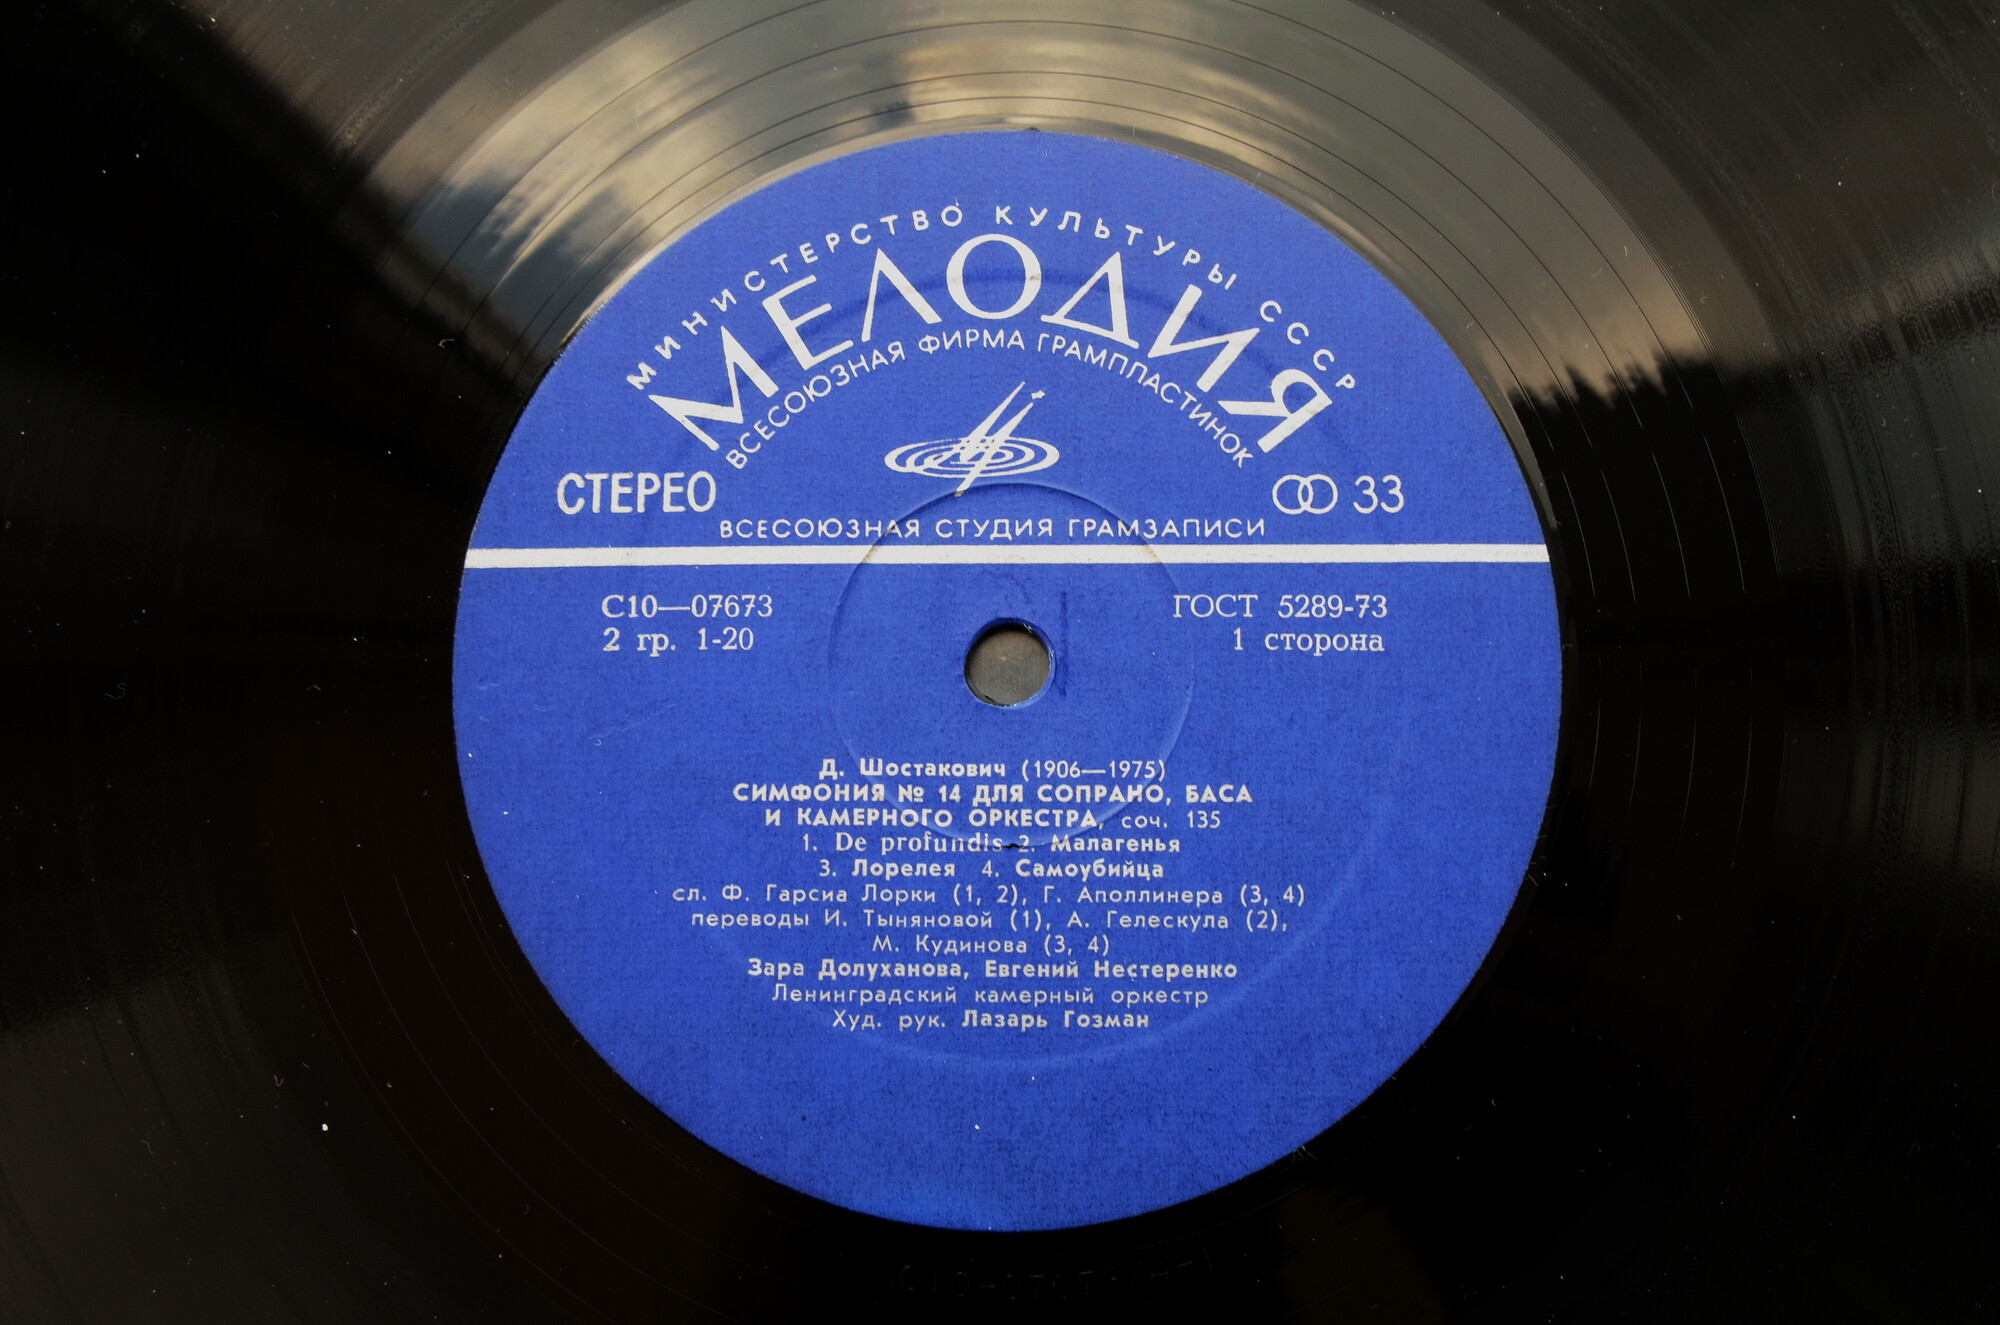 МИНИСТЕРСТВО КУЛЬТУРЫ СССР
МЕЛОДИЯ
ВСЕСОЮЗНАЯ ФИРМА ГРАМПЛАСТИНОК
СТЕРЕО 33
ВСЕСОЮЗНАЯ СТУДИЯ ГРАМЗАПИСИ
С10—07673 ГОСТ 5289-73
2 гр. 1-20 1 сторона
Д. Шостакович (1906—1975)
СИМФОНИЯ № 14 ДЛЯ СОПРАНО, БАСА
И КАМЕРНОГО ОРКЕСТРА, соч. 135
1. De profundis 2. Малагенья
3. Лорелея 4. Самоубийца
сл. Ф. Гарсиа Лорки (1, 2), Г. Аполлинера (3, 4)
переводы И. Тыняновой (1), А. Гелескула (2),
М. Кудинова (3, 4)
Зара Долуханова, Евгений Нестеренко
Ленинградский камерный оркестр
Худ. рук. Лазарь Гозман